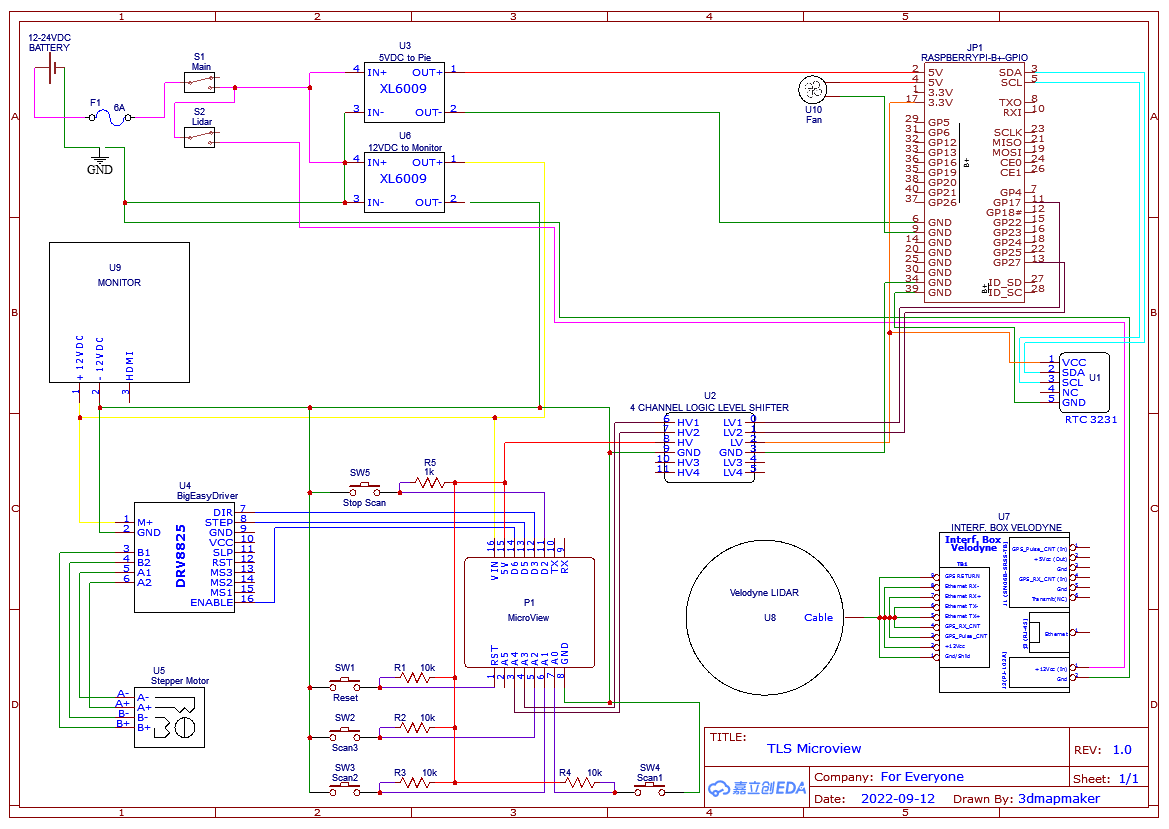 1 2 3 4 5
A
B
C
D
12-24VDC
BATTERY
F1 6A
GND
S1
Main
S2
Lidar
U3
5VDC to Pie
4 IN+ OUT+ 1
XL6009
3 IN- OUT- 2
U6
12VDC to Monitor
4 IN+ OUT+ 1
XL6009
3 IN- OUT- 2
U10
Fan
JP1
RASPBERRYPI-B+-GPIO
2 5V
4 5V
1 3.3V
17 3.3V
29 GP5
31 GP6
32 GP12
33 GP13
36 GP16
35 GP19
38 GP20
40 GP21
37 GP26
B+
6 GND
9 GND
14 GND
20 GND
25 GND
30 GND
34 GND
39 GND
SDA 3
SCL 5
TXO 8
RXI 10
SCLK 23
MISO 21
MOSI 19
CE0 24
CE1 26
GP4 7
GP17 11
GP18# 12
GP22 15
GP23 16
GP24 18
GP25 22
GP27 13
B+
ID_SD 27
ID_SC 28
U9
MONITOR
+12VDC
-12VDC
HDMI
1 2 3
1 VCC
2 SDA
3 SCL
4 NC
5 GND
U1
RTC 3231
U2
4 CHANNEL LOGIC LEVEL SHIFTER
6 HV1 LV1 0
7 HV2 LV2 1
8 HV LV 2
9 GND GND 3
10 HV3 LV3 4
11 HV4 LV4 5
SW5
Stop Scan
R5
1k
U4
BigEasyDriver
DRV8825
1 M+
2 GND
3 B1
4 B2
5 A1
6 A2
DIR 7
STEP 8
GND 9
VCC 10
SLP 11
RST 12
MS3 13
MS2 14
MS1 15
ENABLE 16
U5
Stepper Motor
A- A-
A+ A+
B- B-
B+ B+
16 15 14 13 12 11 10 9
VIN 5V D6 D5 D3 D2 TX RX
P1
MicroView
RST A5 A4 A3 A2 A1 A0 GND
1 2 3 4 5 6 7 8
SW1
Reset
R1 10k
SW2
Scan3
R2 10k
SW3
Scan2
R3 10k
R4 10k
SW4
Scan1
Velodyne LIDAR
U8
Cable
U7
INTERF. BOX VELODYNE
Interf. Box
Velodyne
TB1
GPS RETURN
Ethernet RX-
Ethernet RX+
Ethernet TX-
Ethernet TX+
GPS_RX_CNT
GPS_Pulse_CNT
+12Vcc
Gnd/Shild
GPS_Pulse_CNT (In)
+5Vcc (Out)
Gnd
GPS_RX_CNT (In)
Gnd
Transmit(NC)
J2 (RJ-45)
Ethernet
J3(PJ-102A)
+12Vcc (In)
Gnd
TITLE:
TLS Microview
REV: 1.0
嘉立创EDA
Company: For Everyone
Sheet: 1/1
Date: 2022-09-12 Drawn By: 3dmapmaker
1 2 3 4 5